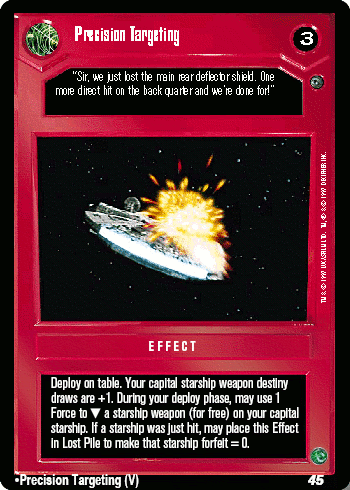 Precision Targeting
3
"Sir, we just lost the main rear deflector shield. One
more direct hit on the back quarter and we're done for!"
EFFECT
Deploy on table. Your capital starship weapon destiny
draws are +1. During your deploy phase, may use 1
Force to ▼ a starship weapon (for free) on your capital
starship. If a starship was just hit, may place this Effect
in Lost Pile to make that starship forfeit = 0.
•Precision Targeting (V)
45